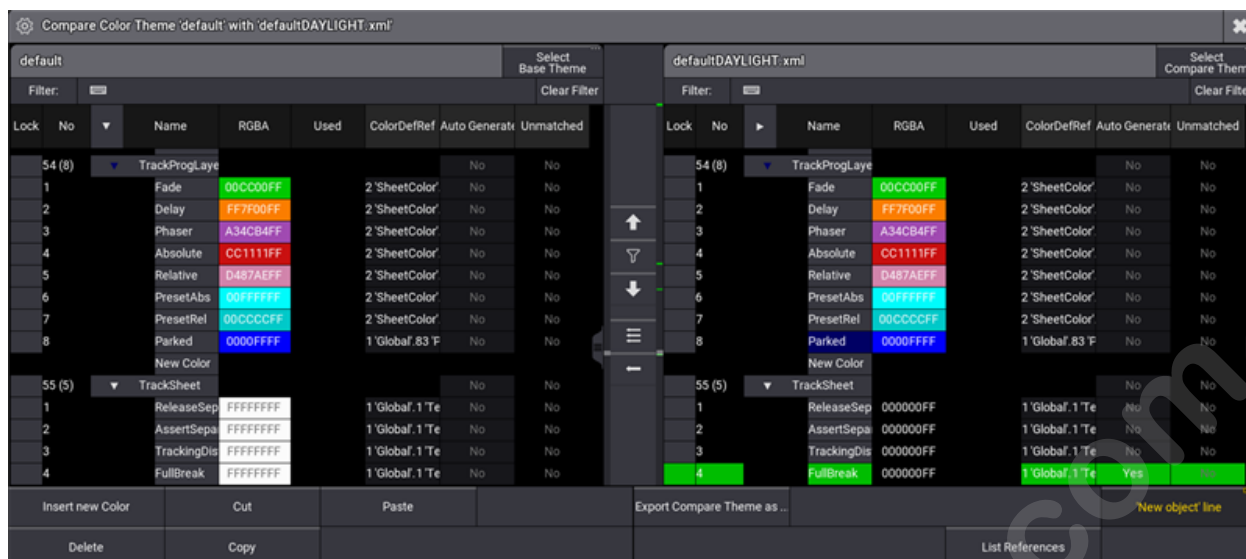 Compare Color Theme 'default' with 'defaultDAYLIGHT.xml'
default Select Base Theme defaultDAYLIGHT.xml Select Compare Them
Filter: Clear Filter Filter: Clear Filte
Lock No Name RGBA Used ColorDefRef Auto Generate Unmatched Lock No Name RGBA Used ColorDefRef Auto Generate Unmatched
54 (8) TrackProgLaye No No 54 (8) TrackProgLaye No No
1 Fade 00CC00FF 2 'SheetColor'. No No 1 Fade 00CC00FF 2 'SheetColor'. No No
2 Delay FF7F00FF 2 'SheetColor'. No No 2 Delay FF7F00FF 2 'SheetColor'. No No
3 Phaser A34CB4FF 2 'SheetColor'. No No 3 Phaser A34CB4FF 2 'SheetColor'. No No
4 Absolute CC1111FF 2 'SheetColor'. No No 4 Absolute CC1111FF 2 'SheetColor'. No No
5 Relative D487AEFF 2 'SheetColor'. No No 5 Relative D487AEFF 2 'SheetColor'. No No
6 PresetAbs 00FFFFFF 2 'SheetColor'. No No 6 PresetAbs 00FFFFFF 2 'SheetColor'. No No
7 PresetRel 00CCCCFF 2 'SheetColor'. No No 7 PresetRel 00CCCCFF 2 'SheetColor'. No No
8 Parked 0000FFFF 1 'Global'.83 'P No No 8 Parked 0000FFFF 1 'Global'.83 'P No No
New Color New Color
55 (5) TrackSheet No No 55 (5) TrackSheet No No
1 ReleaseSep FFFFFFFF 1 'Global'.1 'Te No No 1 ReleaseSep 000000FF 1 'Global'.1 'Te No No
2 AssertSepa FFFFFFFF 1 'Global'.1 'Te No No 2 AssertSepa 000000FF 1 'Global'.1 'Te No No
3 TrackingDis FFFFFFFF 1 'Global'.1 'Te No No 3 TrackingDis 000000FF 1 'Global'.1 'Te No No
4 FullBreak FFFFFFFF 1 'Global'.1 'Te No No 4 FullBreak 000000FF 1 'Global'.1 'Te Yes
Insert new Color Cut Paste Export Compare Theme as .. 'New object' line
Delete Copy List References
com